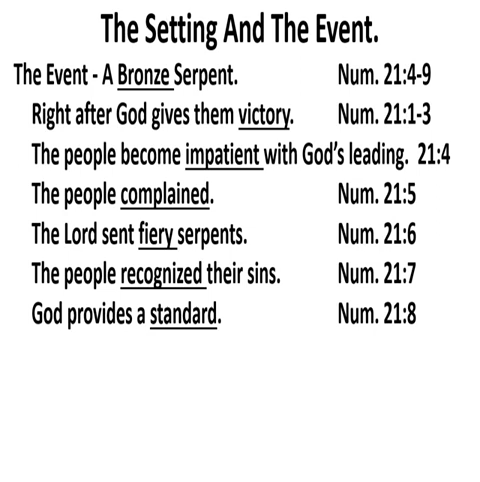 The Setting And The Event.
The Event - A Bronze Serpent. Num. 21:4-9
Right after God gives them victory. Num. 21:1-3
The people become impatient with God's leading. 21:4
The people complained. Num. 21:5
The Lord sent fiery serpents. Num. 21:6
The people recognized their sins. Num. 21:7
God provides a standard. Num. 21:8